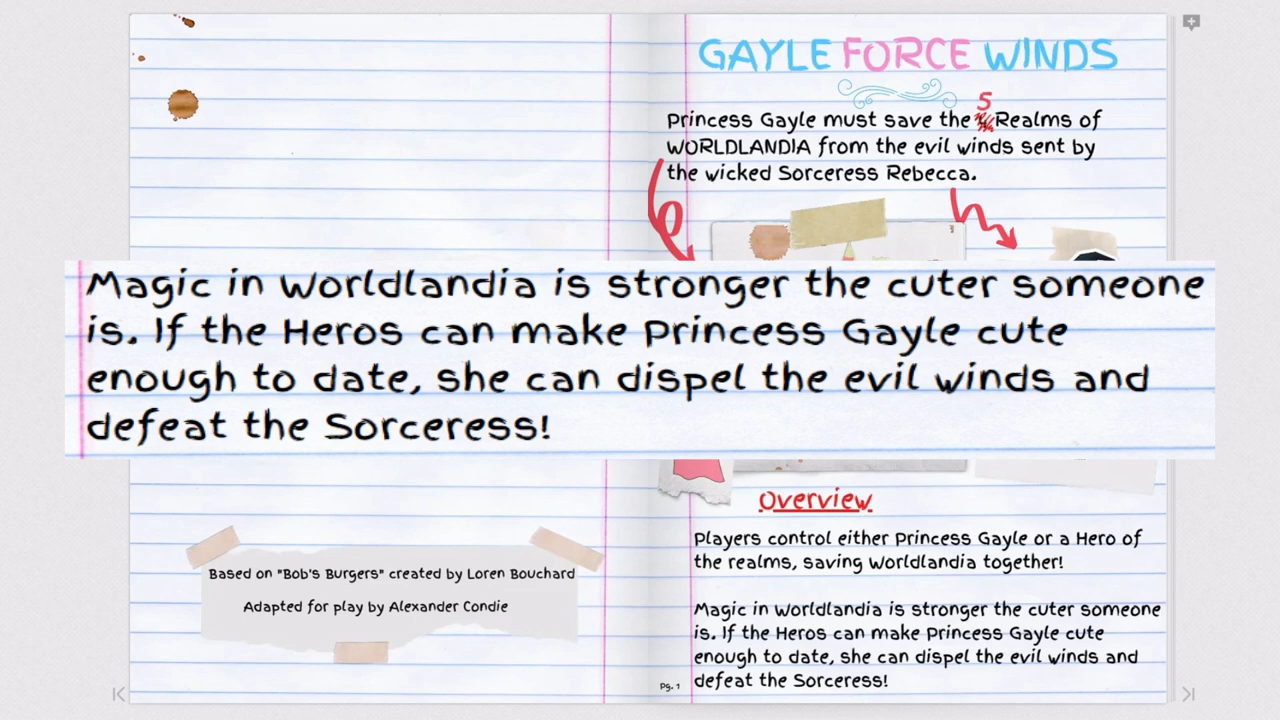 GAYLE FORCE WINDS
5
Princess Gayle must save the Realms of
WORLDLANDIA from the evil winds sent by
the wicked Sorceress Rebecca.
Magic in Worldlandia is stronger the cuter someone
is. If the Heros can make Princess Gayle cute
enough to date, she can dispel the evil winds and
defeat the Sorceress!
Overview
Players control either Princess Gayle or a Hero of
the realms, saving Worldlandia together!
Magic in Worldlandia is stronger the cuter someone
is. If the Heros can make Princess Gayle cute
enough to date, she can dispel the evil winds and
defeat the Sorceress!
Pg. 1
Based on "Bob's Burgers" created by Loren Bouchard
Adapted for play by Alexander Condie